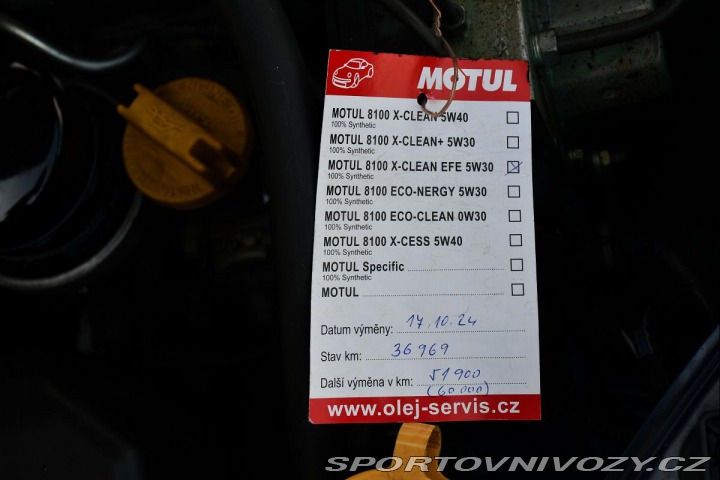 MOTUL
MOTUL 8100 X-CLEAN 5W40
100% Synthetic
MOTUL 8100 X-CLEAN+ 5W30
100% Synthetic
MOTUL 8100 X-CLEAN EFE 5W30
100% Synthetic
MOTUL 8100 ECO-NERGY 5W30
100% Synthetic
MOTUL 8100 ECO-CLEAN 0W30
100% Synthetic
MOTUL 8100 X-CESS 5W40
100% Synthetic
MOTUL Specific
100% Synthetic
MOTUL
Datum výměny: 17.10.24
Stav km: 36969
Další výměna v km: 51900
(60 000)
www.olej-servis.cz
SPORTOVNIVOZY.CZ